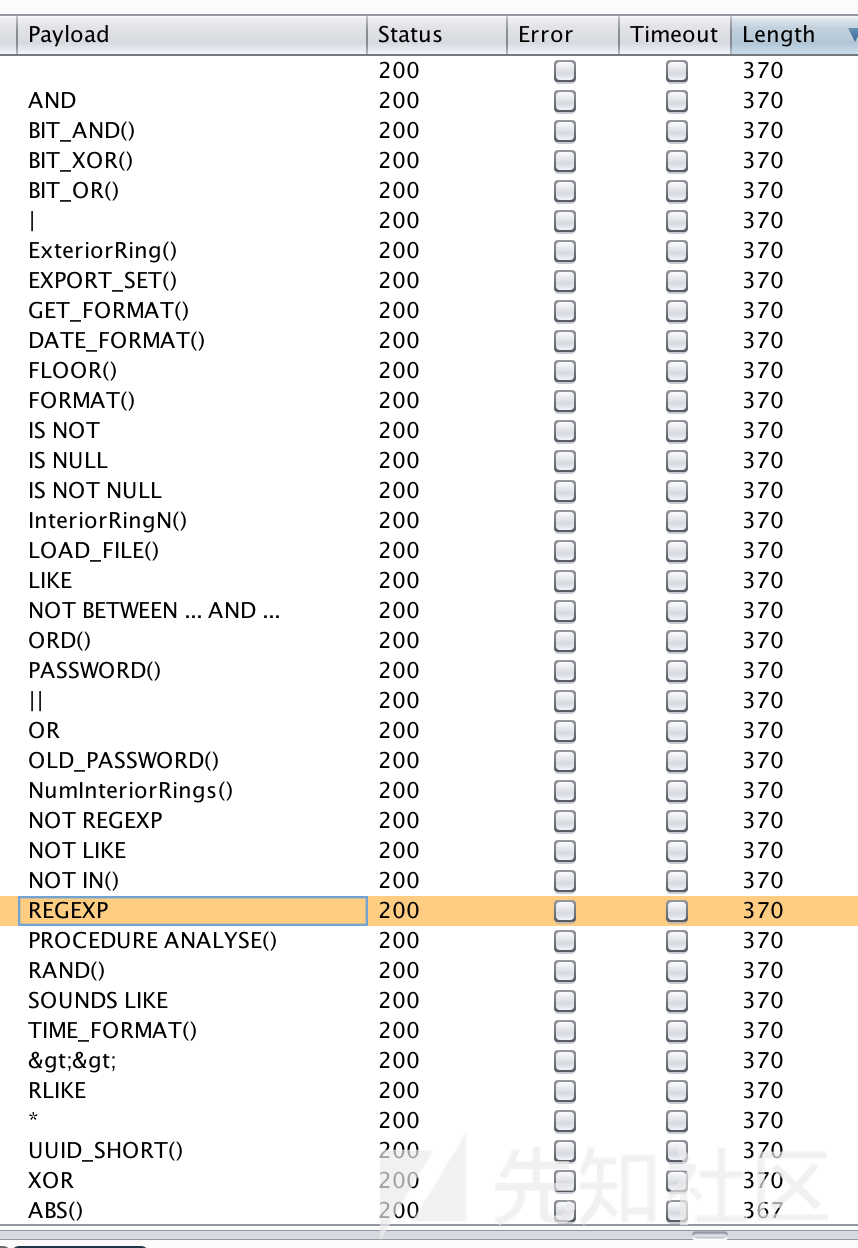 Payload Status Error Timeout Length
200 370
AND 200 370
BIT_AND() 200 370
BIT_XOR() 200 370
BIT_OR() 200 370
| 200 370
ExteriorRing() 200 370
EXPORT_SET() 200 370
GET_FORMAT() 200 370
DATE_FORMAT() 200 370
FLOOR() 200 370
FORMAT() 200 370
IS NOT 200 370
IS NULL 200 370
IS NOT NULL 200 370
InteriorRingN() 200 370
LOAD_FILE() 200 370
LIKE 200 370
NOT BETWEEN ... AND ... 200 370
ORD() 200 370
PASSWORD() 200 370
|| 200 370
OR 200 370
OLD_PASSWORD() 200 370
NumInteriorRings() 200 370
NOT REGEXP 200 370
NOT LIKE 200 370
NOT IN() 200 370
REGEXP 200 370
PROCEDURE ANALYSE() 200 370
RAND() 200 370
SOUNDS LIKE 200 370
TIME_FORMAT() 200 370
&gt;&gt; 200 370
RLIKE 200 370
* 200 370
UUID_SHORT() 200 370
XOR 200 370
ABS() 200 367
先知社区